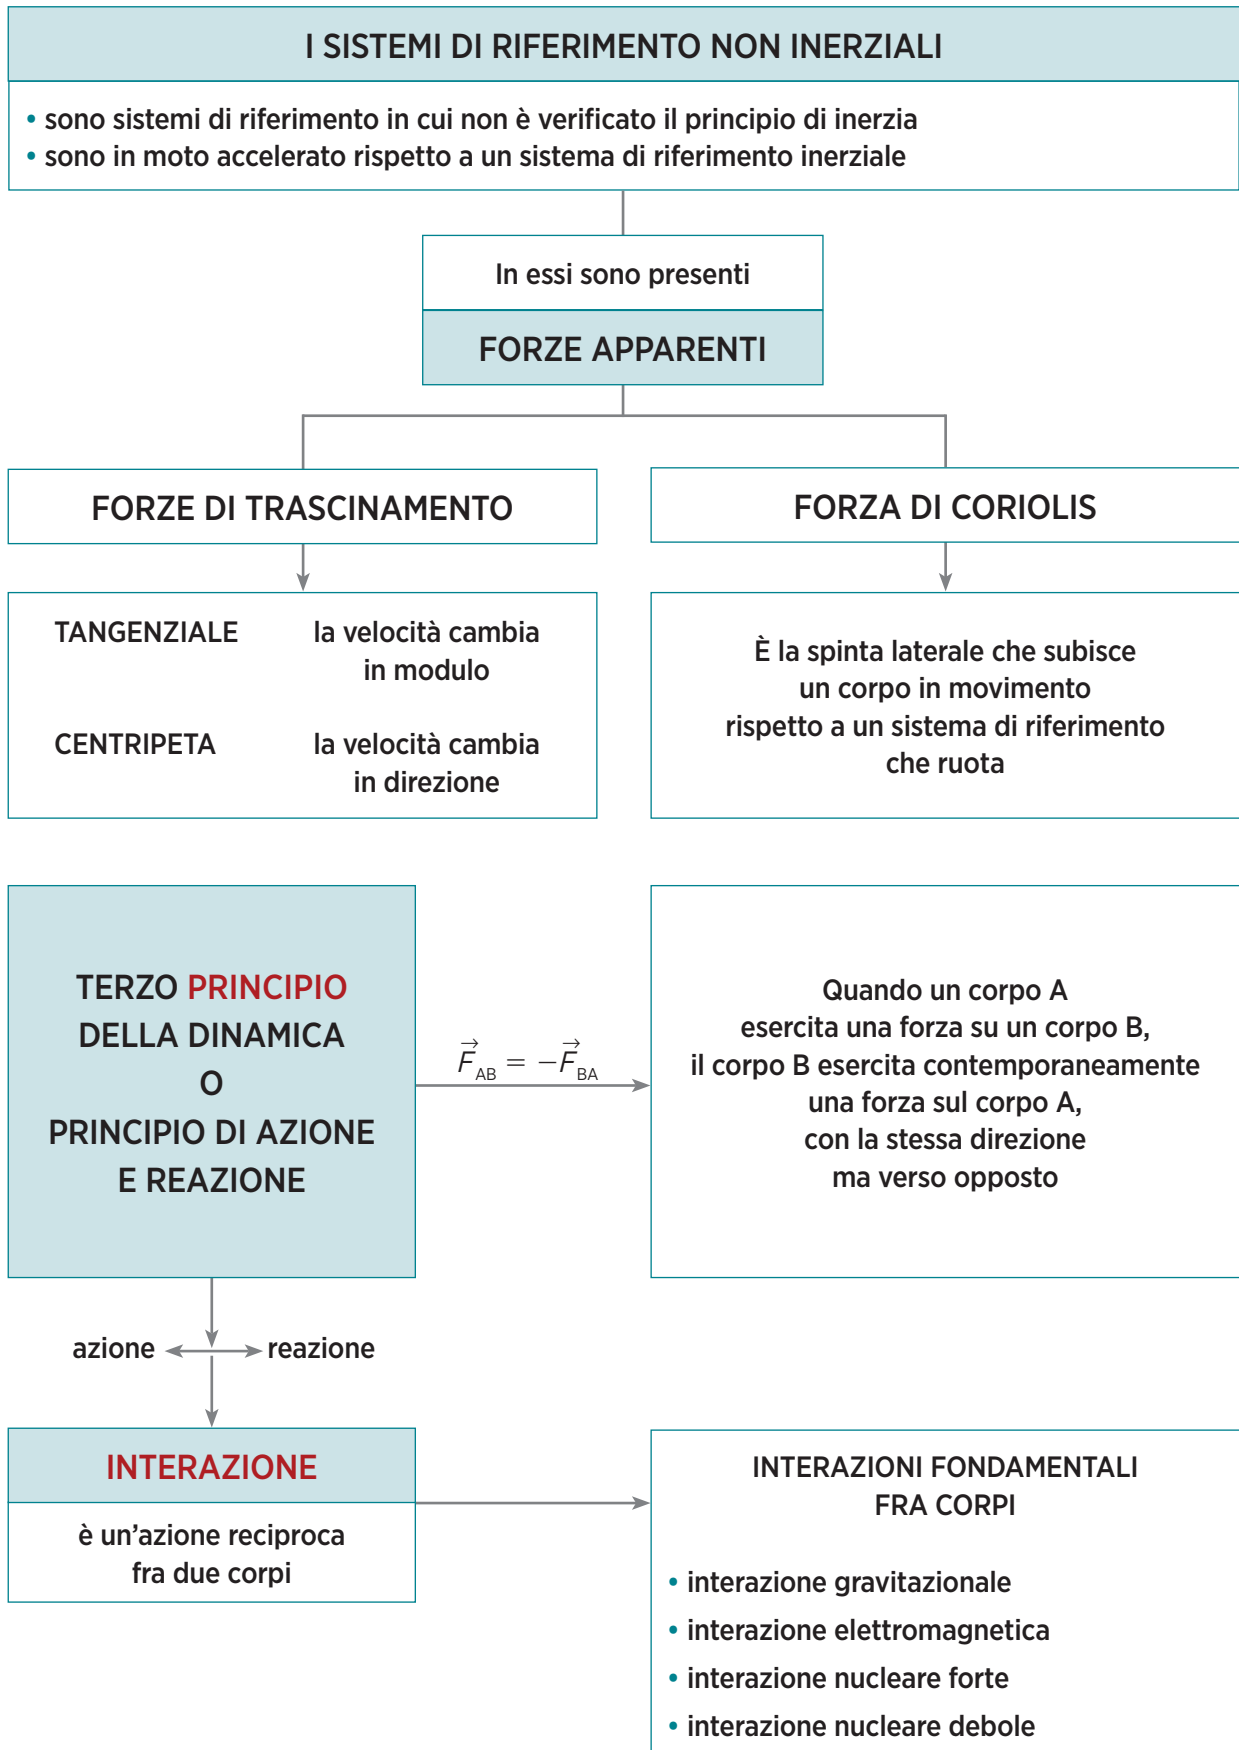 I SISTEMI DI RIFERIMENTO NON INERZIALI
• sono sistemi di riferimento in cui non è verificato il principio di inerzia
• sono in moto accelerato rispetto a un sistema di riferimento inerziale
In essi sono presenti
FORZE APPARENTI
FORZE DI TRASCINAMENTO
TANGENZIALE la velocità cambia
in modulo
CENTRIPETA la velocità cambia
in direzione
FORZA DI CORIOLIS
È la spinta laterale che subisce
un corpo in movimento
rispetto a un sistema di riferimento
che ruota
TERZO PRINCIPIO
DELLA DINAMICA
O
PRINCIPIO DI AZIONE
E REAZIONE
F⃗_AB = −F⃗_BA
Quando un corpo A
esercita una forza su un corpo B,
il corpo B esercita contemporaneamente
una forza sul corpo A,
con la stessa direzione
ma verso opposto
azione reazione
INTERAZIONE
è un’azione reciproca
fra due corpi
INTERAZIONI FONDAMENTALI
FRA CORPI
• interazione gravitazionale
• interazione elettromagnetica
• interazione nucleare forte
• interazione nucleare debole